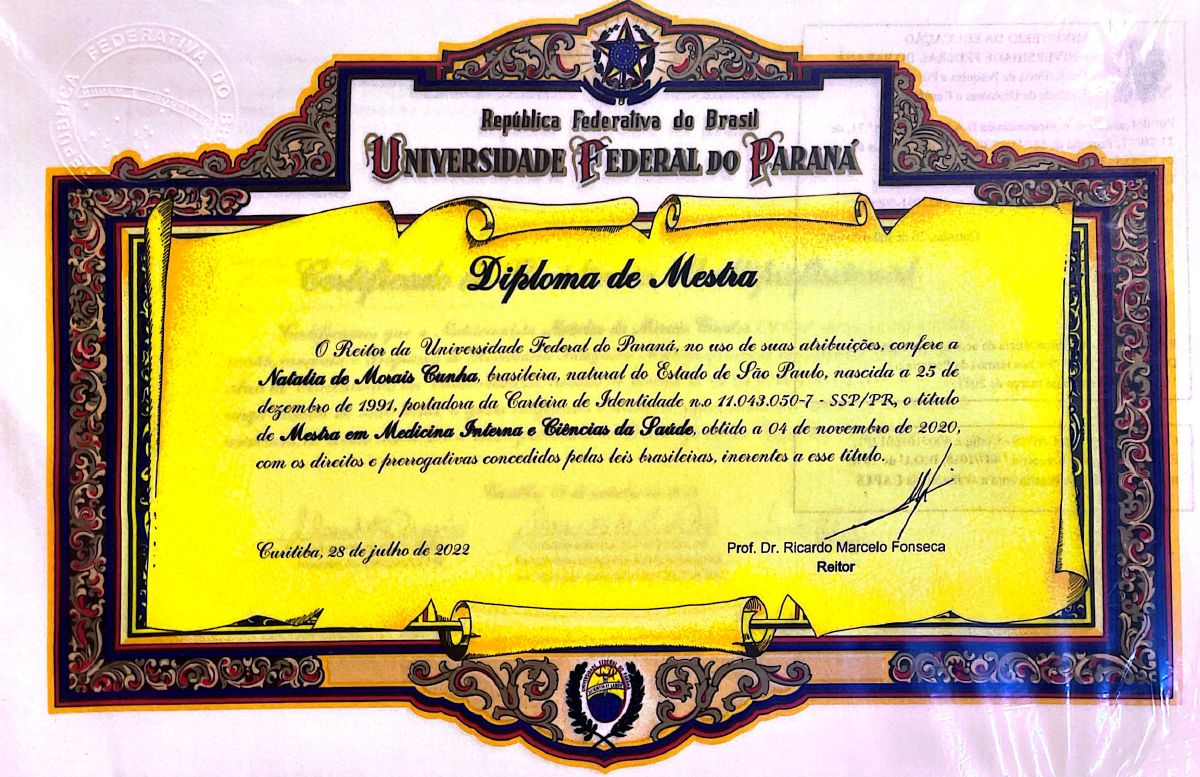 REPÚBLICA FEDERATIVA DO
República Federativa do Brasil
UNIVERSIDADE FEDERAL DO PARANÁ
Diploma de Mestra
O Reitor da Universidade Federal do Paraná, no uso de suas atribuições, confere a
Natalia de Morais Cunha, brasileira, natural do Estado de São Paulo, nascida a 25 de
dezembro de 1991, portadora da Carteira de Identidade n.o 11.043.050-7 - SSP/PR, o título
de Mestra em Medicina Interna e Ciências da Saúde, obtido a 04 de novembro de 2020,
com os direitos e prerrogativas concedidos pelas leis brasileiras, inerentes a esse título.
Curitiba, 28 de julho de 2022
Prof. Dr. Ricardo Marcelo Fonseca
Reitor